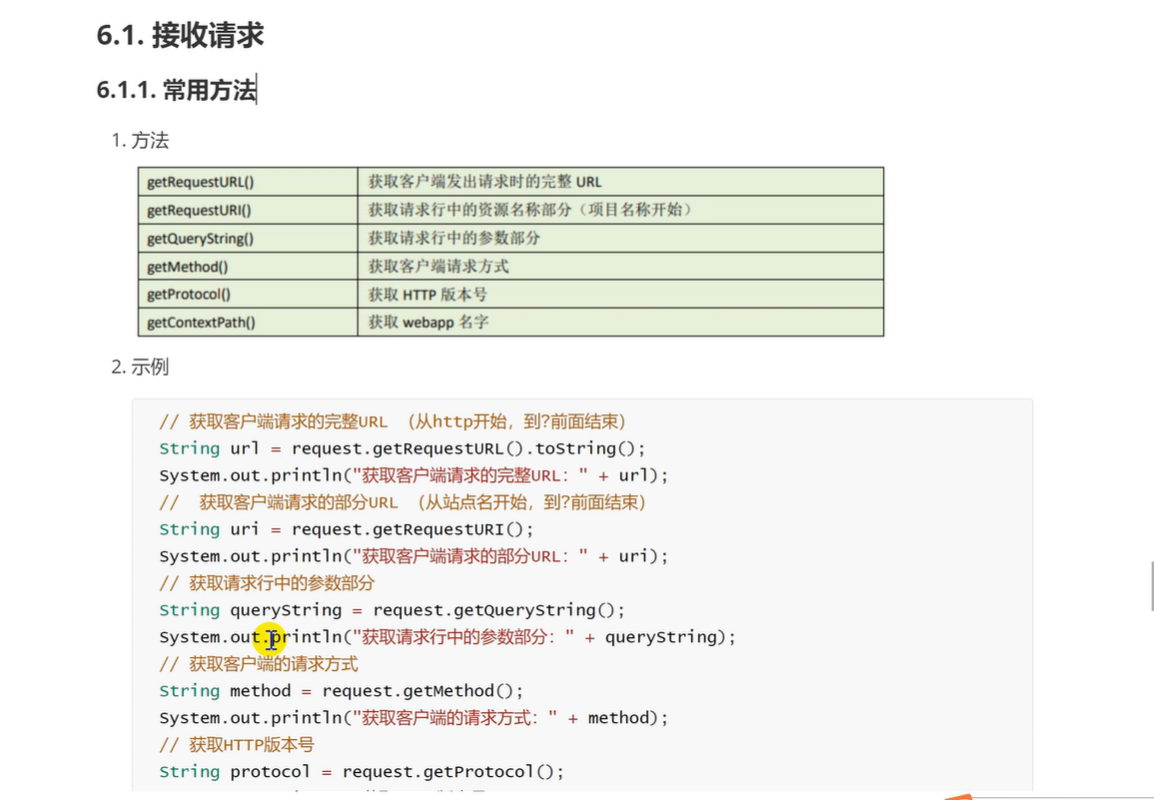 6.1. 接收请求
6.1.1. 常用方法
1. 方法
getRequestURL() 获取客户端发出请求时的完整 URL
getRequestURI() 获取请求行中的资源名称部分（项目名称开始）
getQueryString() 获取请求行中的参数部分
getMethod() 获取客户端请求方式
getProtocol() 获取 HTTP 版本号
getContextPath() 获取 webapp 名字
2. 示例
// 获取客户端请求的完整URL （从http开始，到?前面结束）
String url = request.getRequestURL().toString();
System.out.println("获取客户端请求的完整URL：" + url);
// 获取客户端请求的部分URL （从站点名开始，到?前面结束）
String uri = request.getRequestURI();
System.out.println("获取客户端请求的部分URL：" + uri);
// 获取请求行中的参数部分
String queryString = request.getQueryString();
System.out.println("获取请求行中的参数部分：" + queryString);
// 获取客户端的请求方式
String method = request.getMethod();
System.out.println("获取客户端的请求方式：" + method);
// 获取HTTP版本号
String protocol = request.getProtocol();